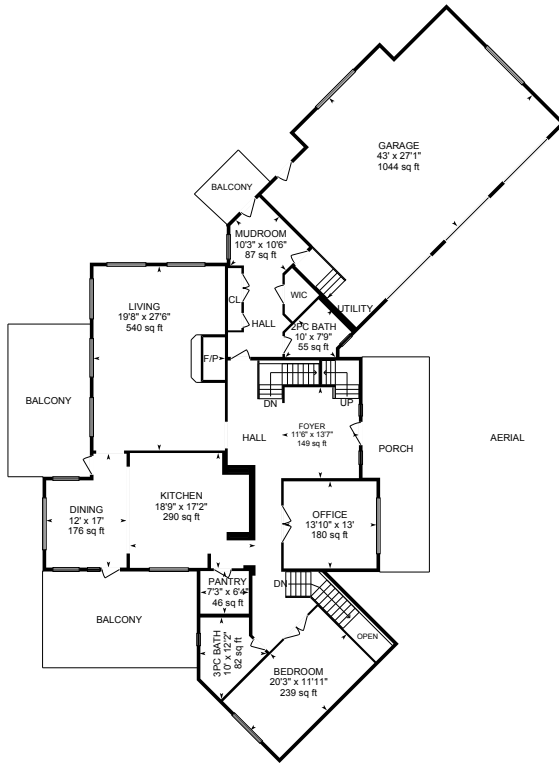 GARAGE
43' x 27'1"
1044 sq ft
BALCONY
MUDROOM
10'3" x 10'6"
87 sq ft
CL
WIC
UTILITY
LIVING
19'8" x 27'6"
540 sq ft
HALL
2PC BATH
10' x 7'9"
55 sq ft
F/P
BALCONY
DN
UP
HALL
FOYER
11'6" x 13'7"
149 sq ft
PORCH
AERIAL
DINING
12' x 17'
176 sq ft
KITCHEN
18'9" x 17'2"
290 sq ft
OFFICE
13'10" x 13'
180 sq ft
PANTRY
7'3" x 6'4"
46 sq ft
DN
BALCONY
OPEN
3PC BATH
10' x 12'2"
82 sq ft
BEDROOM
20'3" x 11'11"
239 sq ft